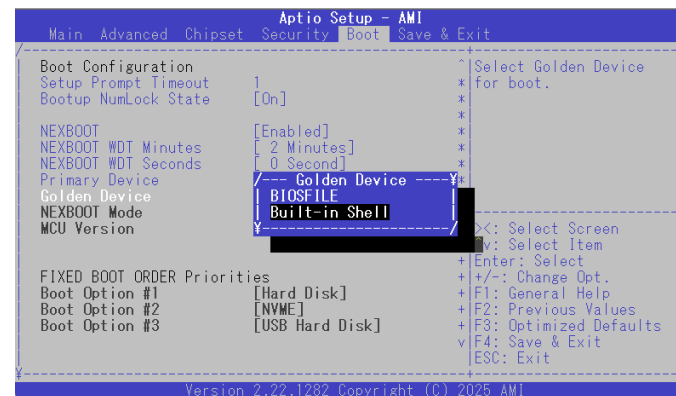 Aptio Setup - AMI
Main Advanced Chipset Security Boot Save & Exit
Boot Configuration
Setup Prompt Timeout 1
Bootup NumLock State [On]
NEXBOOT [Enabled]
NEXBOOT WDT Minutes [ 2 Minutes]
NEXBOOT WDT Seconds [ 0 Second]
Primary Device
Golden Device
NEXBOOT Mode
MCU Version
/--- Golden Device ----¥
BIOSFILE
Built-in Shell
FIXED BOOT ORDER Priorities
Boot Option #1 [Hard Disk]
Boot Option #2 [NVME]
Boot Option #3 [USB Hard Disk]
Select Golden Device
for boot.
><: Select Screen
^v: Select Item
Enter: Select
+/-: Change Opt.
F1: General Help
F2: Previous Values
F3: Optimized Defaults
F4: Save & Exit
ESC: Exit
Version 2.22.1282 Copyright (C) 2025 AMI